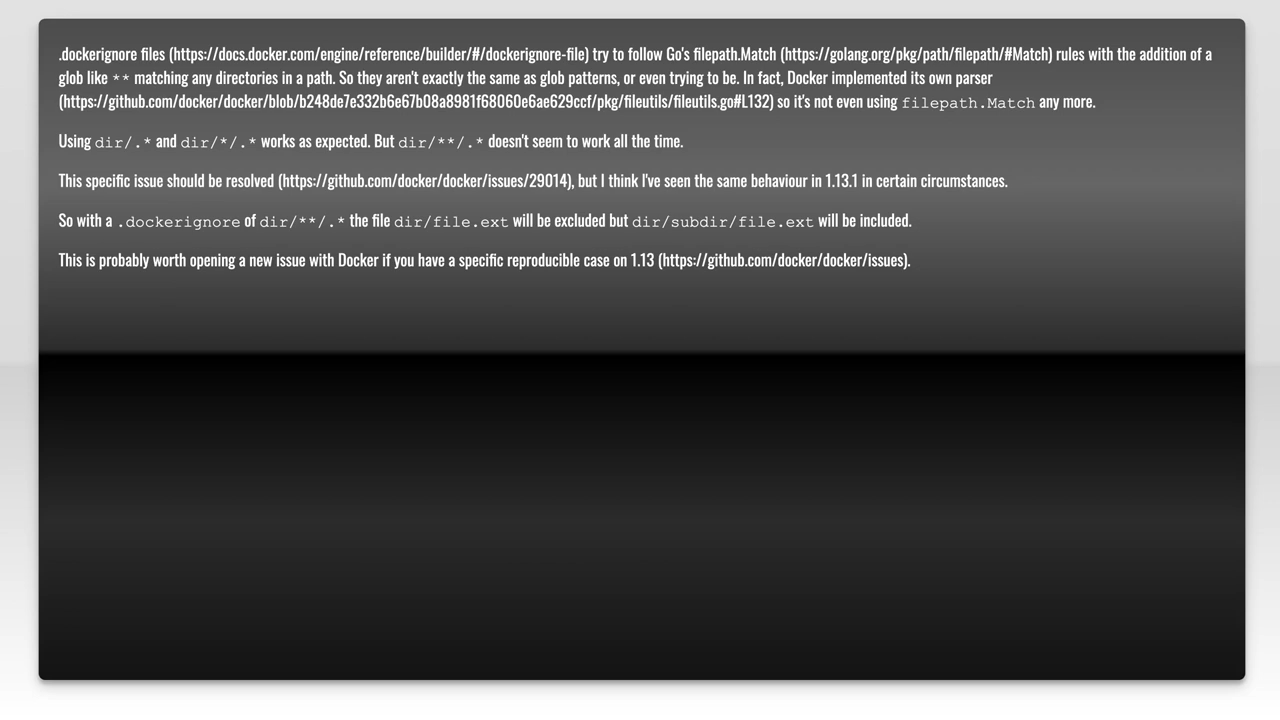 .dockerignore files (https://docs.docker.com/engine/reference/builder/#/dockerignore-file) try to follow Go's filepath.Match (https://golang.org/pkg/path/filepath/#Match) rules with the addition of a
glob like ** matching any directories in a path. So they aren't exactly the same as glob patterns, or even trying to be. In fact, Docker implemented its own parser
(https://github.com/docker/docker/blob/b248de7e332b6e67b08a8981f68060e6ae629ccf/pkg/fileutils/fileutils.go#L132) so it's not even using filepath.Match any more.
Using dir/.* and dir/*/.* works as expected. But dir/**/.* doesn't seem to work all the time.
This specific issue should be resolved (https://github.com/docker/docker/issues/29014), but I think I've seen the same behaviour in 1.13.1 in certain circumstances.
So with a .dockerignore of dir/**/.* the file dir/file.ext will be excluded but dir/subdir/file.ext will be included.
This is probably worth opening a new issue with Docker if you have a specific reproducible case on 1.13 (https://github.com/docker/docker/issues).